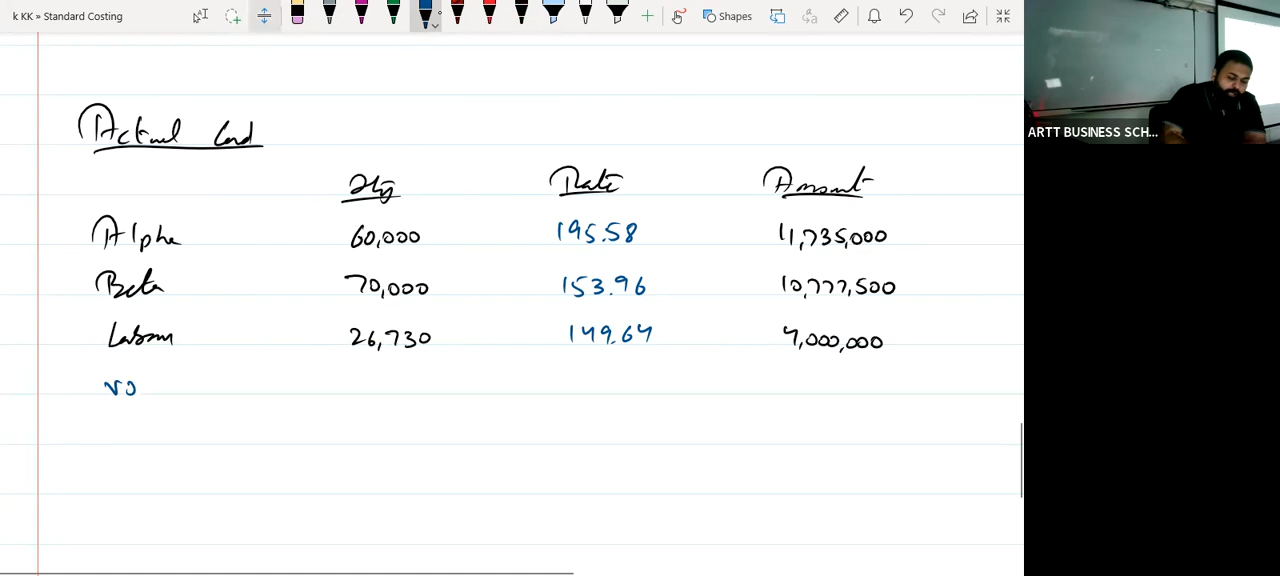 k KK » Standard Costing
Shapes
ARTT BUSINESS SCH...
Actual Card
Qty Rate Amount
Alpha 60,000 195.58 11,735,000
Beta 70,000 153.96 10,777,500
Labour 26,730 149.64 4,000,000
VO